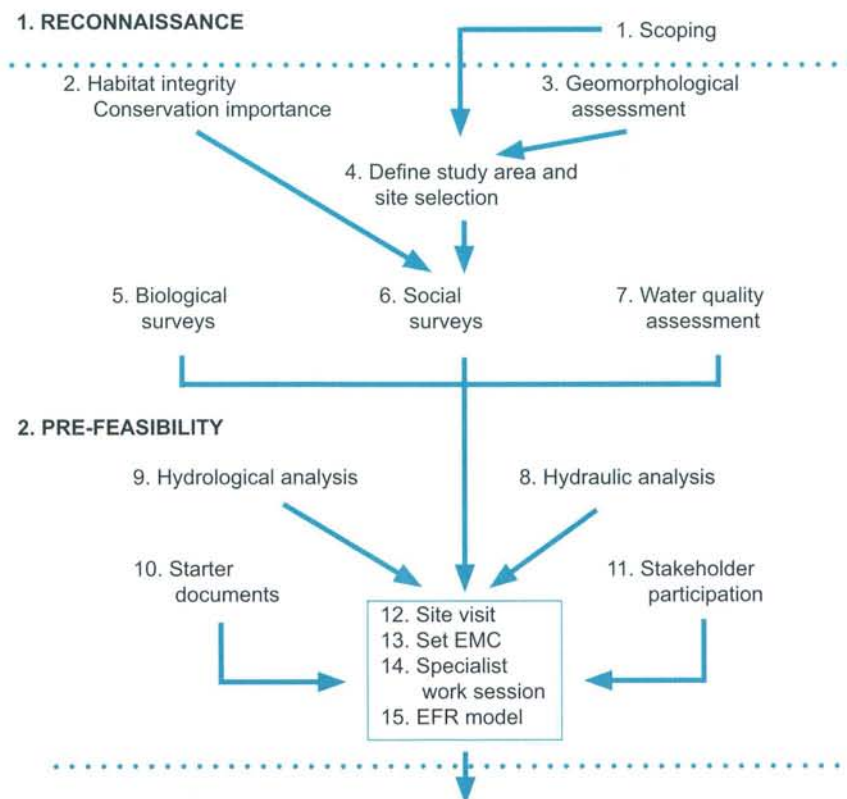 1. RECONNAISSANCE
1. Scoping
2. Habitat integrity
Conservation importance
3. Geomorphological
assessment
4. Define study area and
site selection
5. Biological
surveys
6. Social
surveys
7. Water quality
assessment
2. PRE-FEASIBILITY
9. Hydrological analysis
8. Hydraulic analysis
10. Starter
documents
11. Stakeholder
participation
12. Site visit
13. Set EMC
14. Specialist
work session
15. EFR model